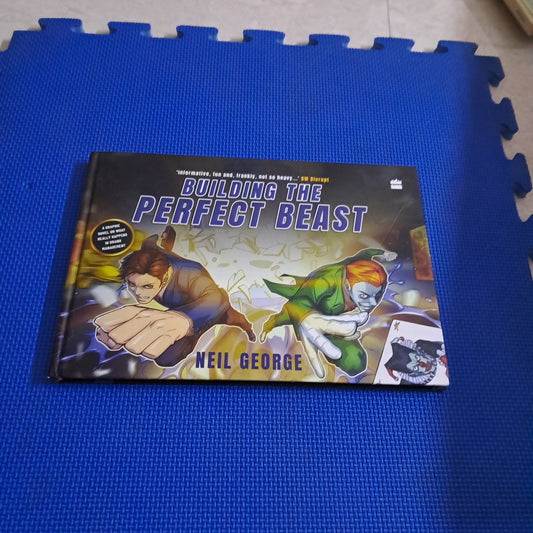 'Informative, fun and, frankly, not so heavy...' BW Disrupt
BUILDING THE
PERFECT BEAST
A GRAPHIC
NOVEL ON WHAT
REALLY HAPPENS
IN BRAND
MANAGEMENT
NEIL GEORGE